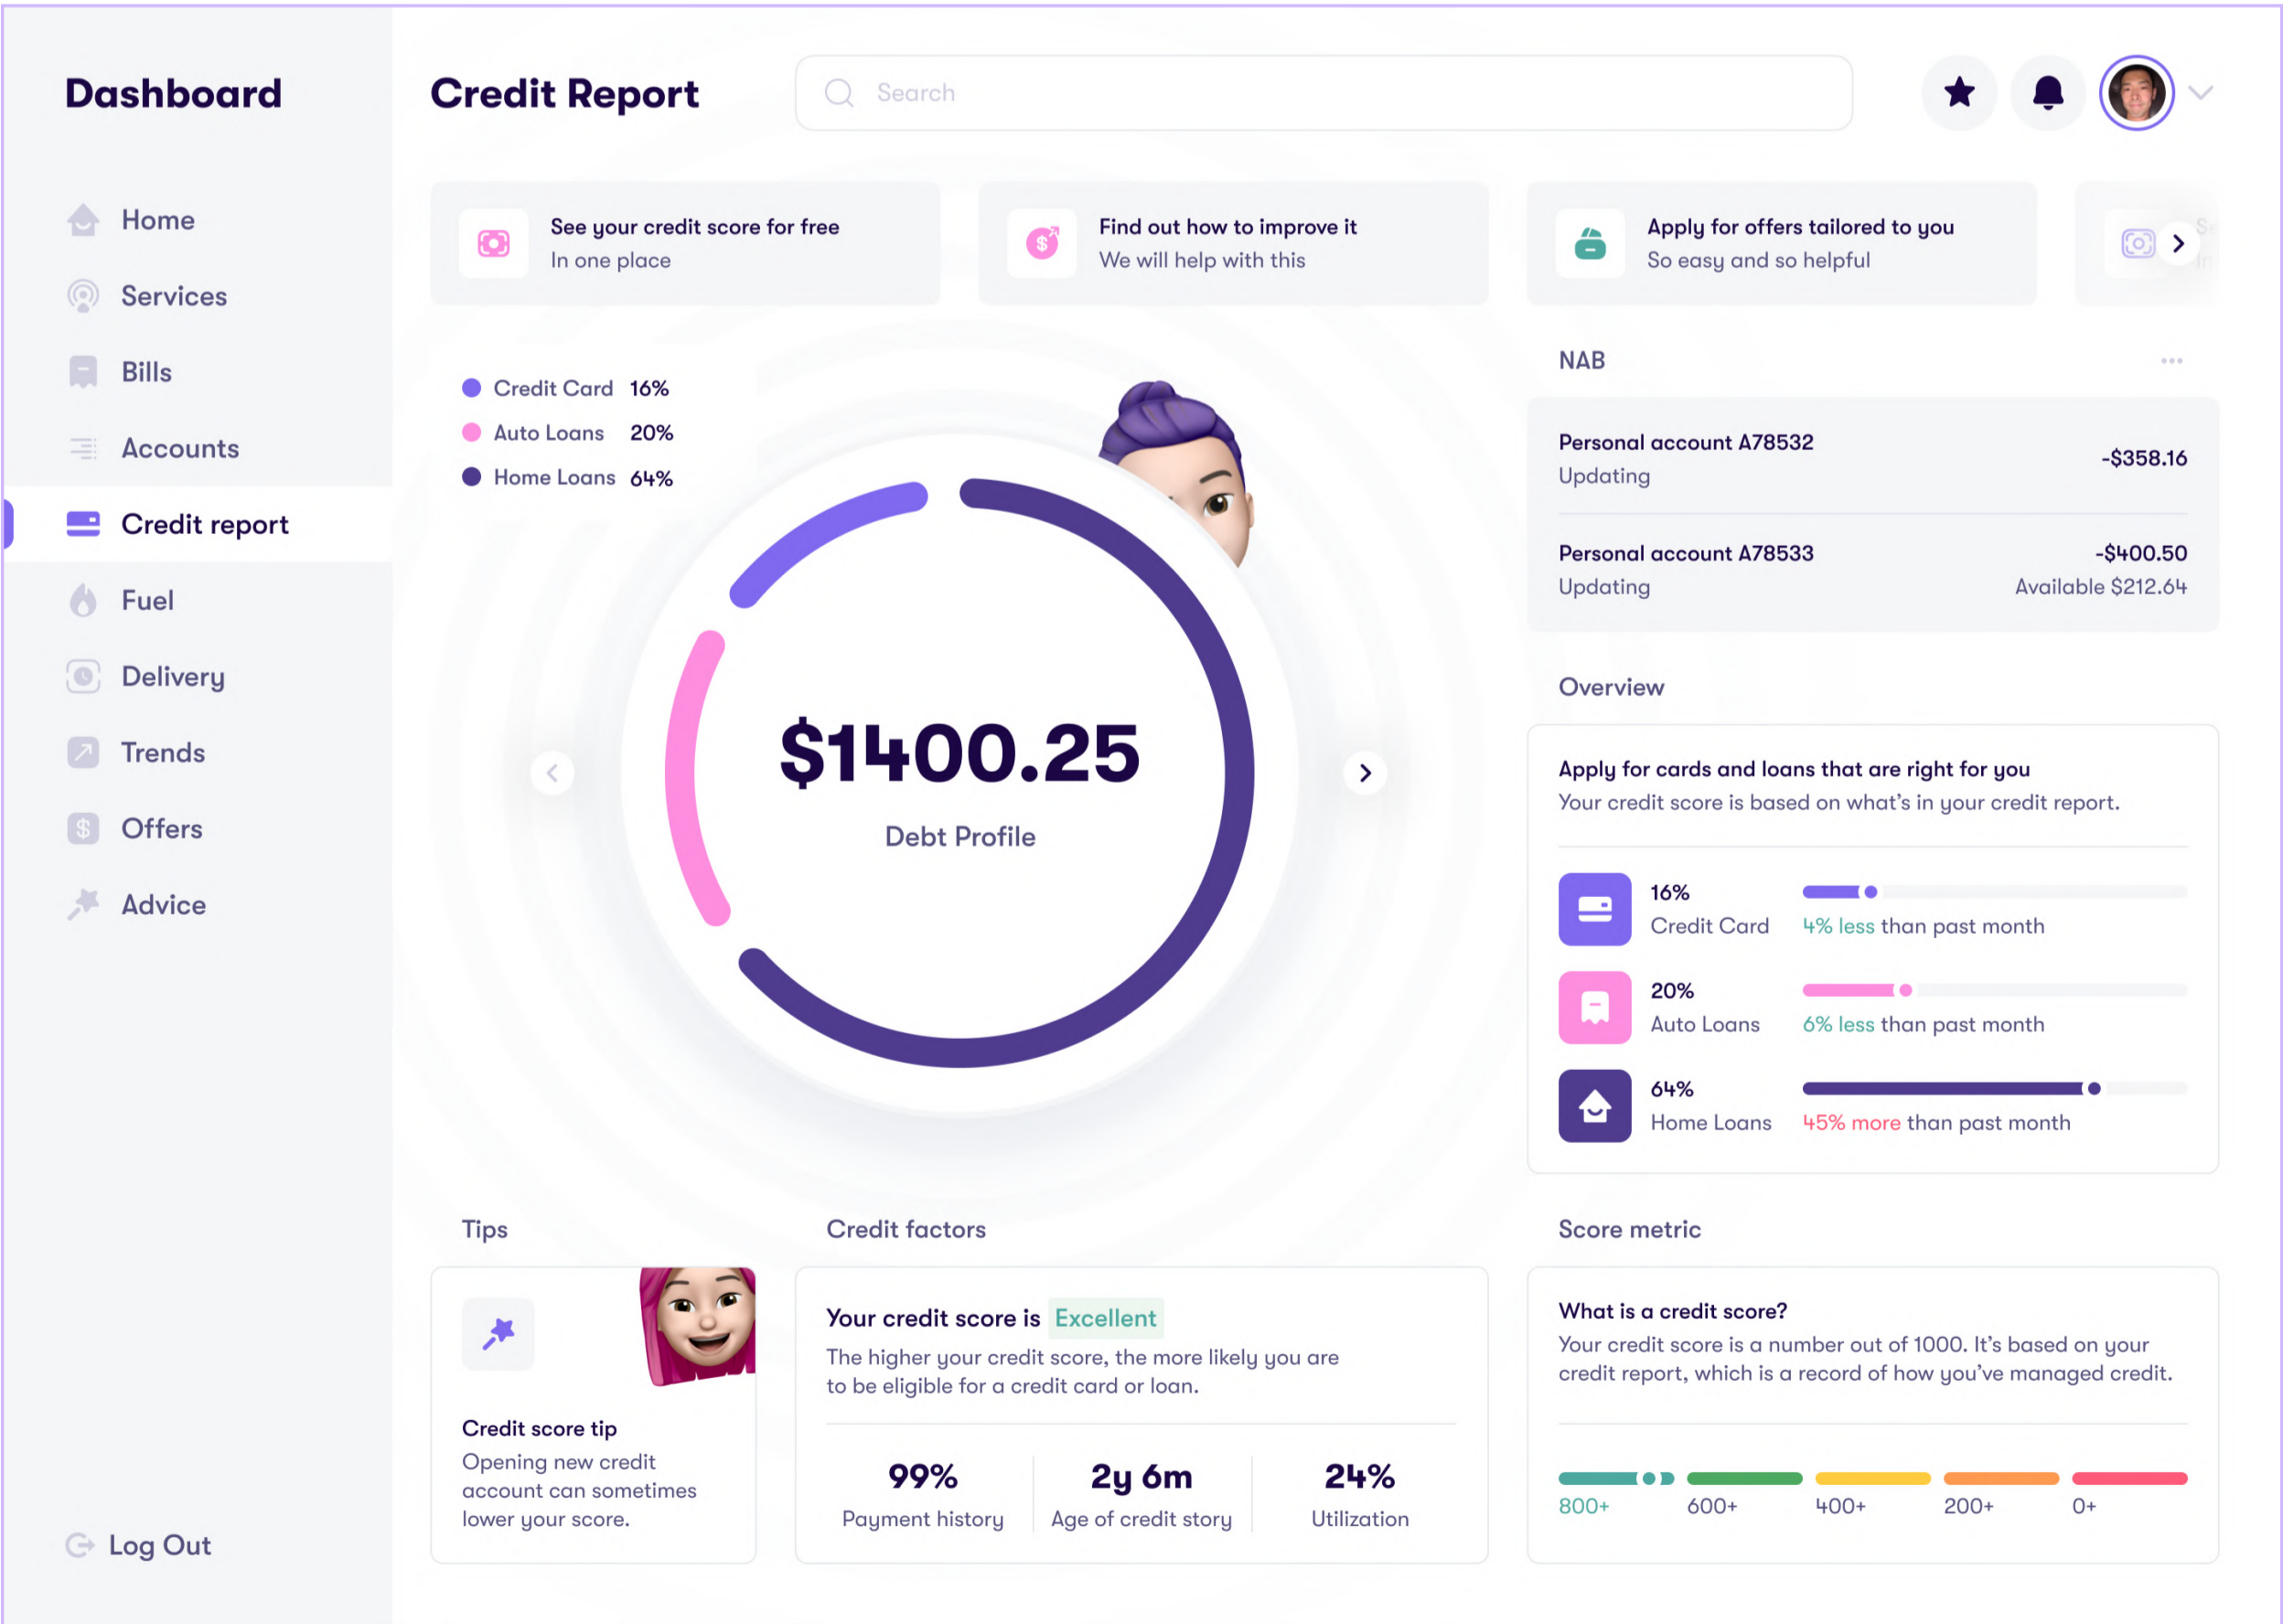 Dashboard
Home
Services
Bills
Accounts
Credit report
Fuel
Delivery
Trends
Offers
Advice
Log Out
Credit Report
Search
See your credit score for free
In one place
Find out how to improve it
We will help with this
Apply for offers tailored to you
So easy and so helpful
Credit Card 16%
Auto Loans 20%
Home Loans 64%
$1400.25
Debt Profile
NAB
Personal account A78532
-$358.16
Updating
Personal account A78533
-$400.50
Updating
Available $212.64
Overview
Apply for cards and loans that are right for you
Your credit score is based on what’s in your credit report.
16%
Credit Card
4% less than past month
20%
Auto Loans
6% less than past month
64%
Home Loans
45% more than past month
Tips
Credit score tip
Opening new credit
account can sometimes
lower your score.
Credit factors
Your credit score is Excellent
The higher your credit score, the more likely you are
to be eligible for a credit card or loan.
99%
Payment history
2y 6m
Age of credit story
24%
Utilization
Score metric
What is a credit score?
Your credit score is a number out of 1000. It’s based on your
credit report, which is a record of how you’ve managed credit.
800+ 600+ 400+ 200+ 0+